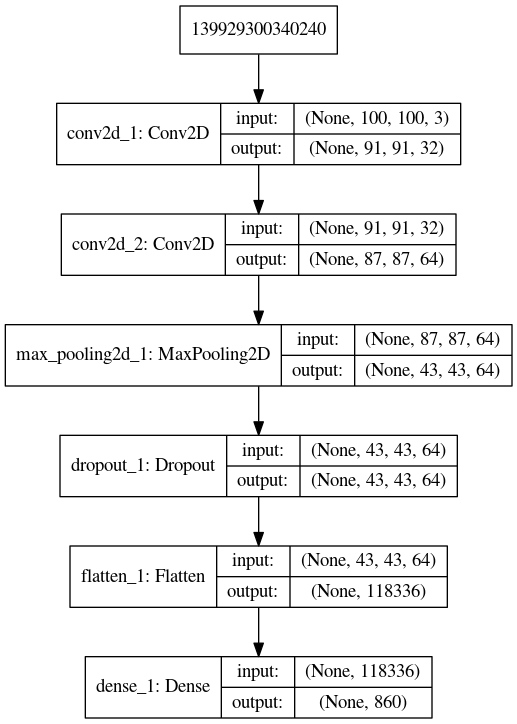 139929300340240
conv2d_1: Conv2D
input: (None, 100, 100, 3)
output: (None, 91, 91, 32)
conv2d_2: Conv2D
input: (None, 91, 91, 32)
output: (None, 87, 87, 64)
max_pooling2d_1: MaxPooling2D
input: (None, 87, 87, 64)
output: (None, 43, 43, 64)
dropout_1: Dropout
input: (None, 43, 43, 64)
output: (None, 43, 43, 64)
flatten_1: Flatten
input: (None, 43, 43, 64)
output: (None, 118336)
dense_1: Dense
input: (None, 118336)
output: (None, 860)